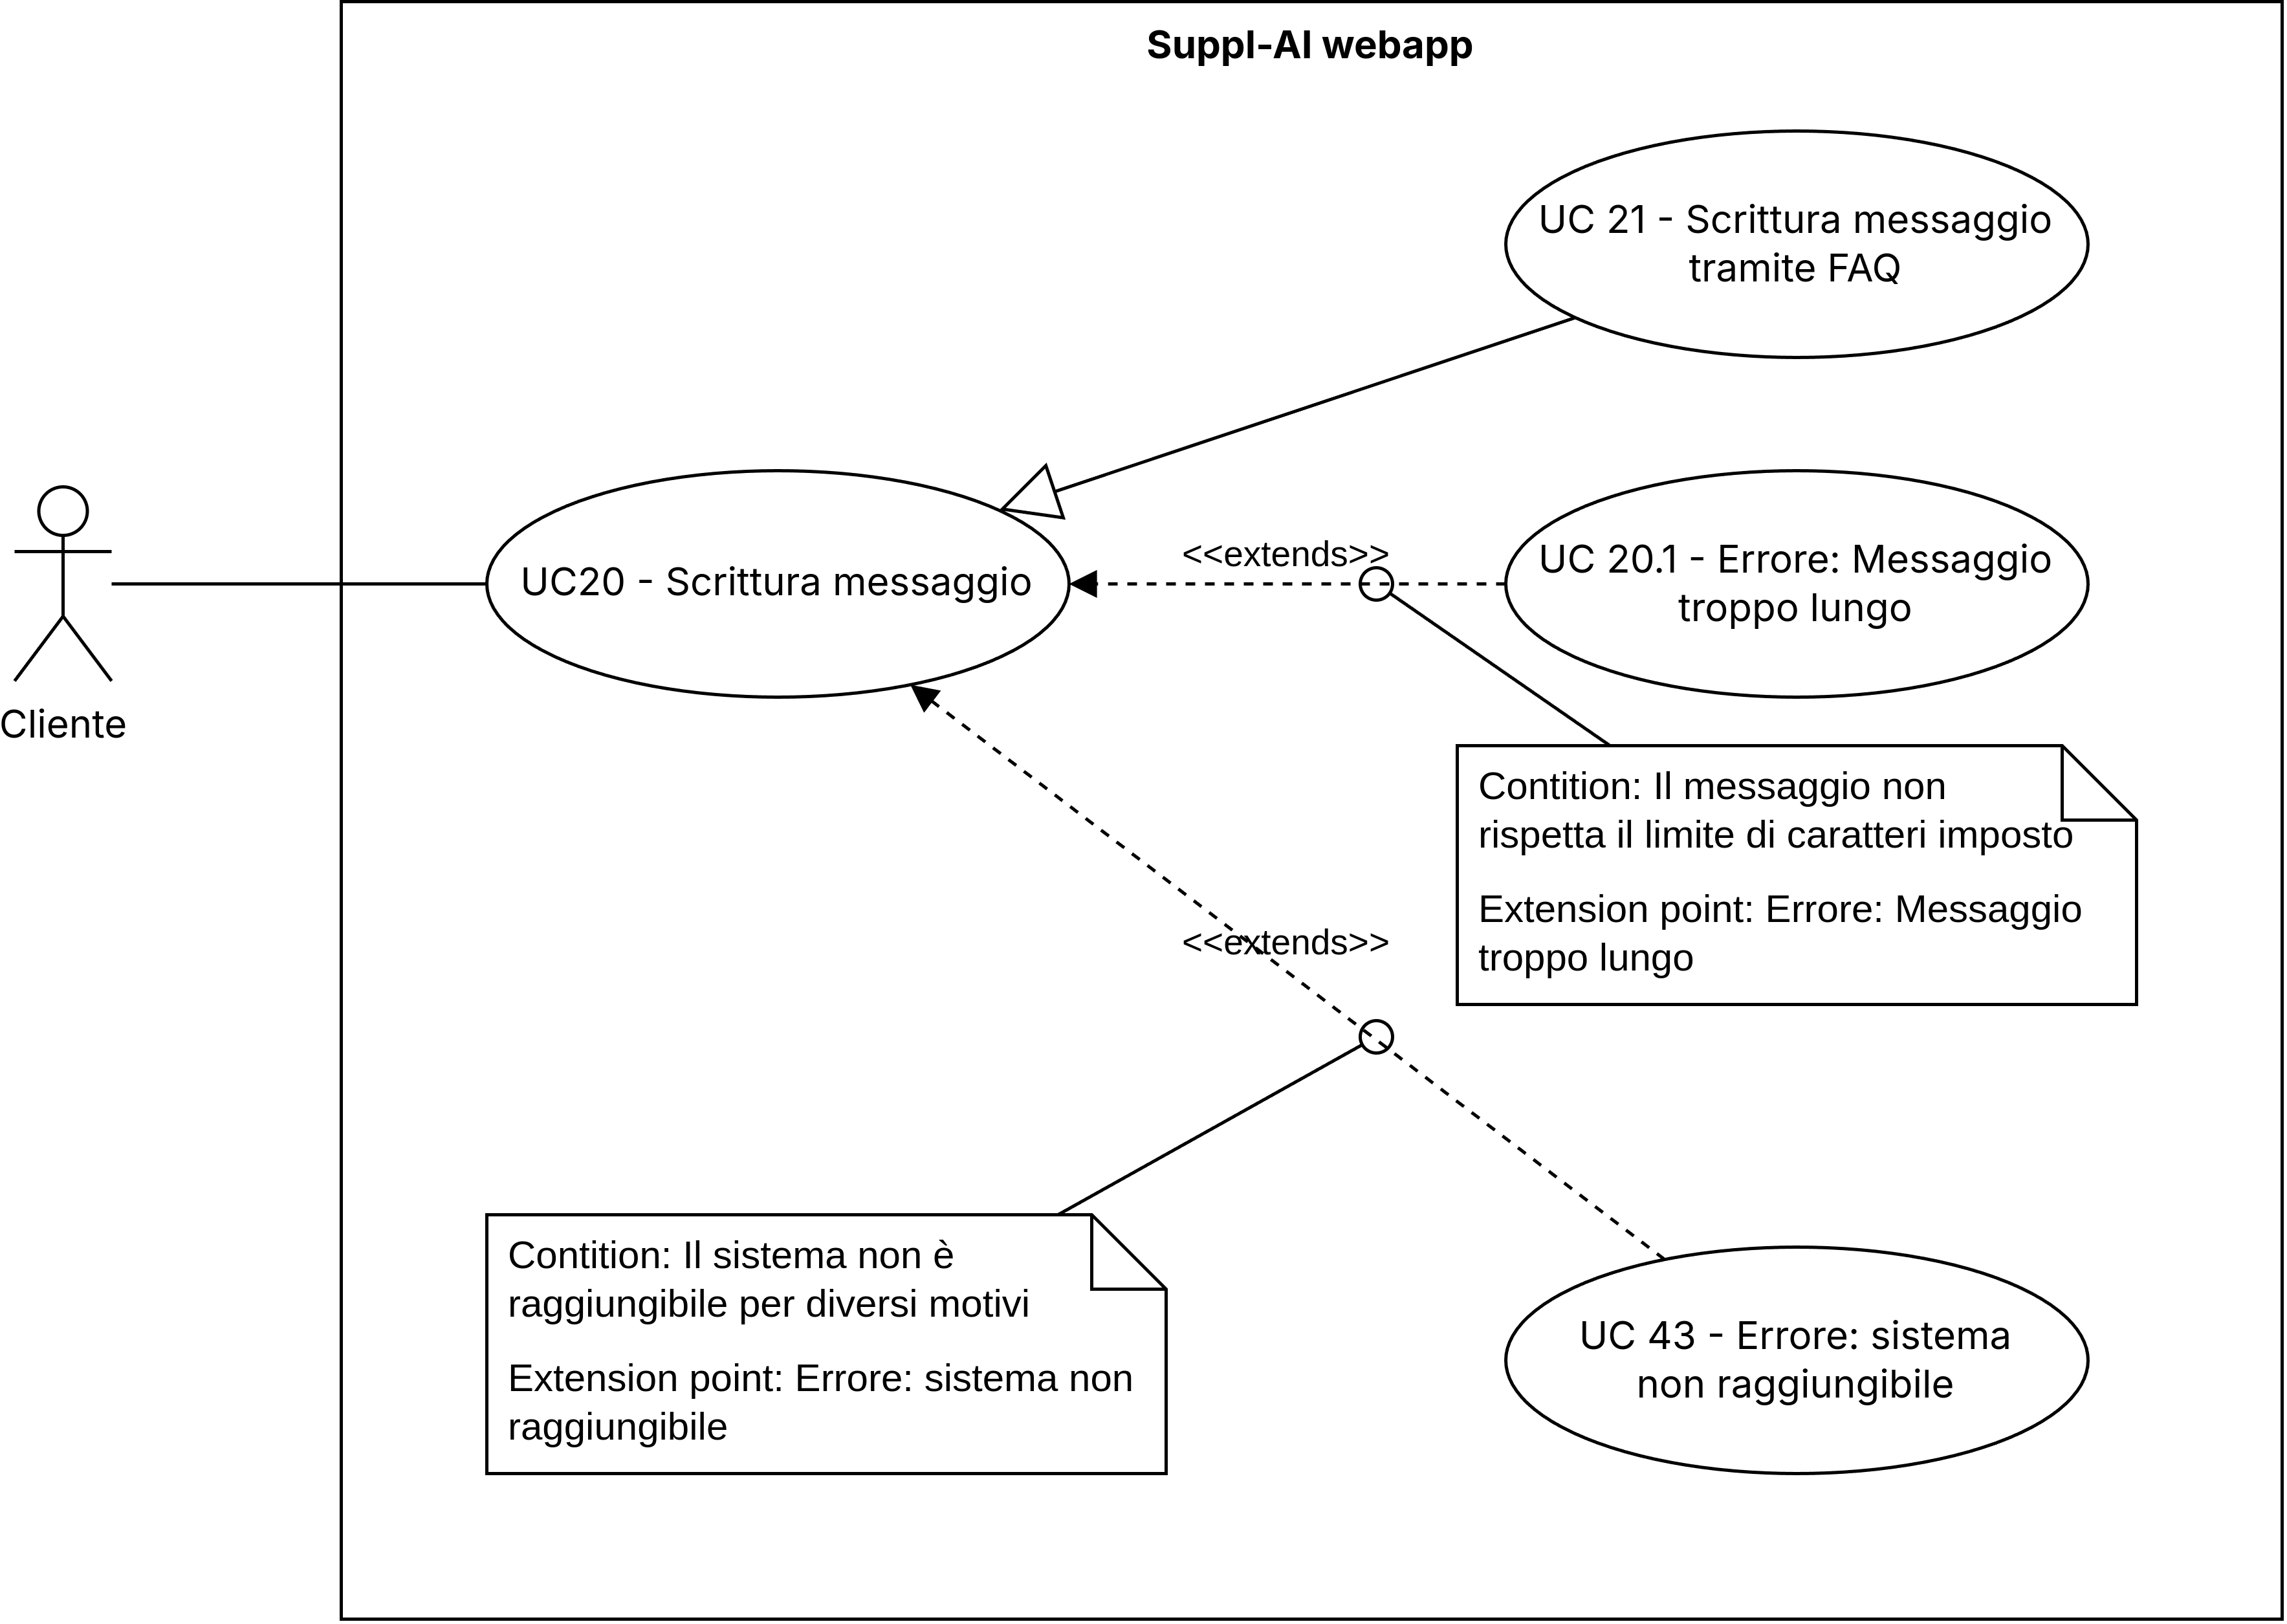 Suppl-AI webapp
UC 21 - Scrittura messaggio
tramite FAQ
<<extends>>
UC20 - Scrittura messaggio
UC 20.1 - Errore: Messaggio
troppo lungo
Cliente
Contition: Il messaggio non
rispetta il limite di caratteri imposto
Extension point: Errore: Messaggio
troppo lungo
<<extends>>
Contition: Il sistema non è
raggiungibile per diversi motivi
Extension point: Errore: sistema non
raggiungibile
UC 43 - Errore: sistema
non raggiungibile